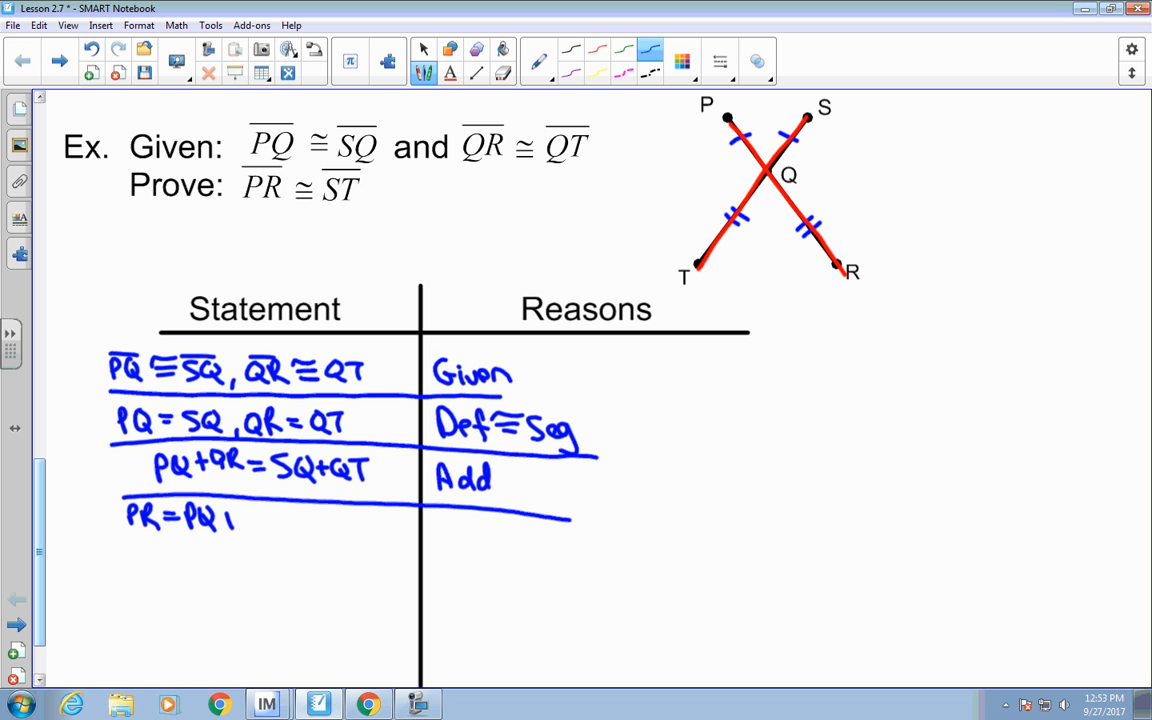 Lesson 2.7 * - SMART Notebook
File Edit View Insert Format Math Tools Add-ons Help
Ex. Given: PQ ≅ SQ and QR ≅ QT
Prove: PR ≅ ST
P S
Q
T R
Statement Reasons
PQ ≅ SQ, QR ≅ QT Given
PQ = SQ, QR = QT Def ≅ Seg
PQ + QR = SQ + QT Add
PR = PQ
IM
12:53 PM
9/27/2017